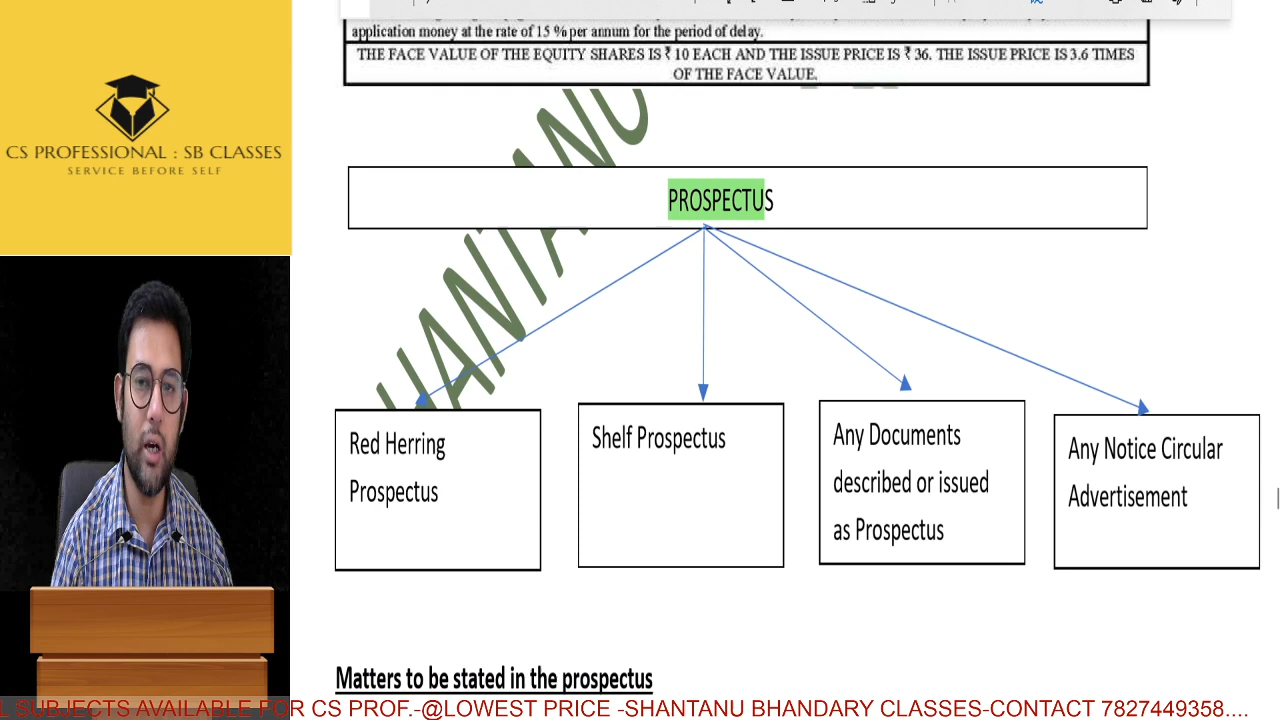 application money at the rate of 15 % per annum for the period of delay.
THE FACE VALUE OF THE EQUITY SHARES IS ₹ 10 EACH AND THE ISSUE PRICE IS ₹ 36. THE ISSUE PRICE IS 3.6 TIMES
OF THE FACE VALUE.
CS PROFESSIONAL : SB CLASSES
SERVICE BEFORE SELF
PROSPECTUS
Red Herring
Prospectus
Shelf Prospectus
Any Documents
described or issued
as Prospectus
Any Notice Circular
Advertisement
Matters to be stated in the prospectus
L SUBJECTS AVAILABLE FOR CS PROF.-@LOWEST PRICE -SHANTANU BHANDARY CLASSES-CONTACT 7827449358....